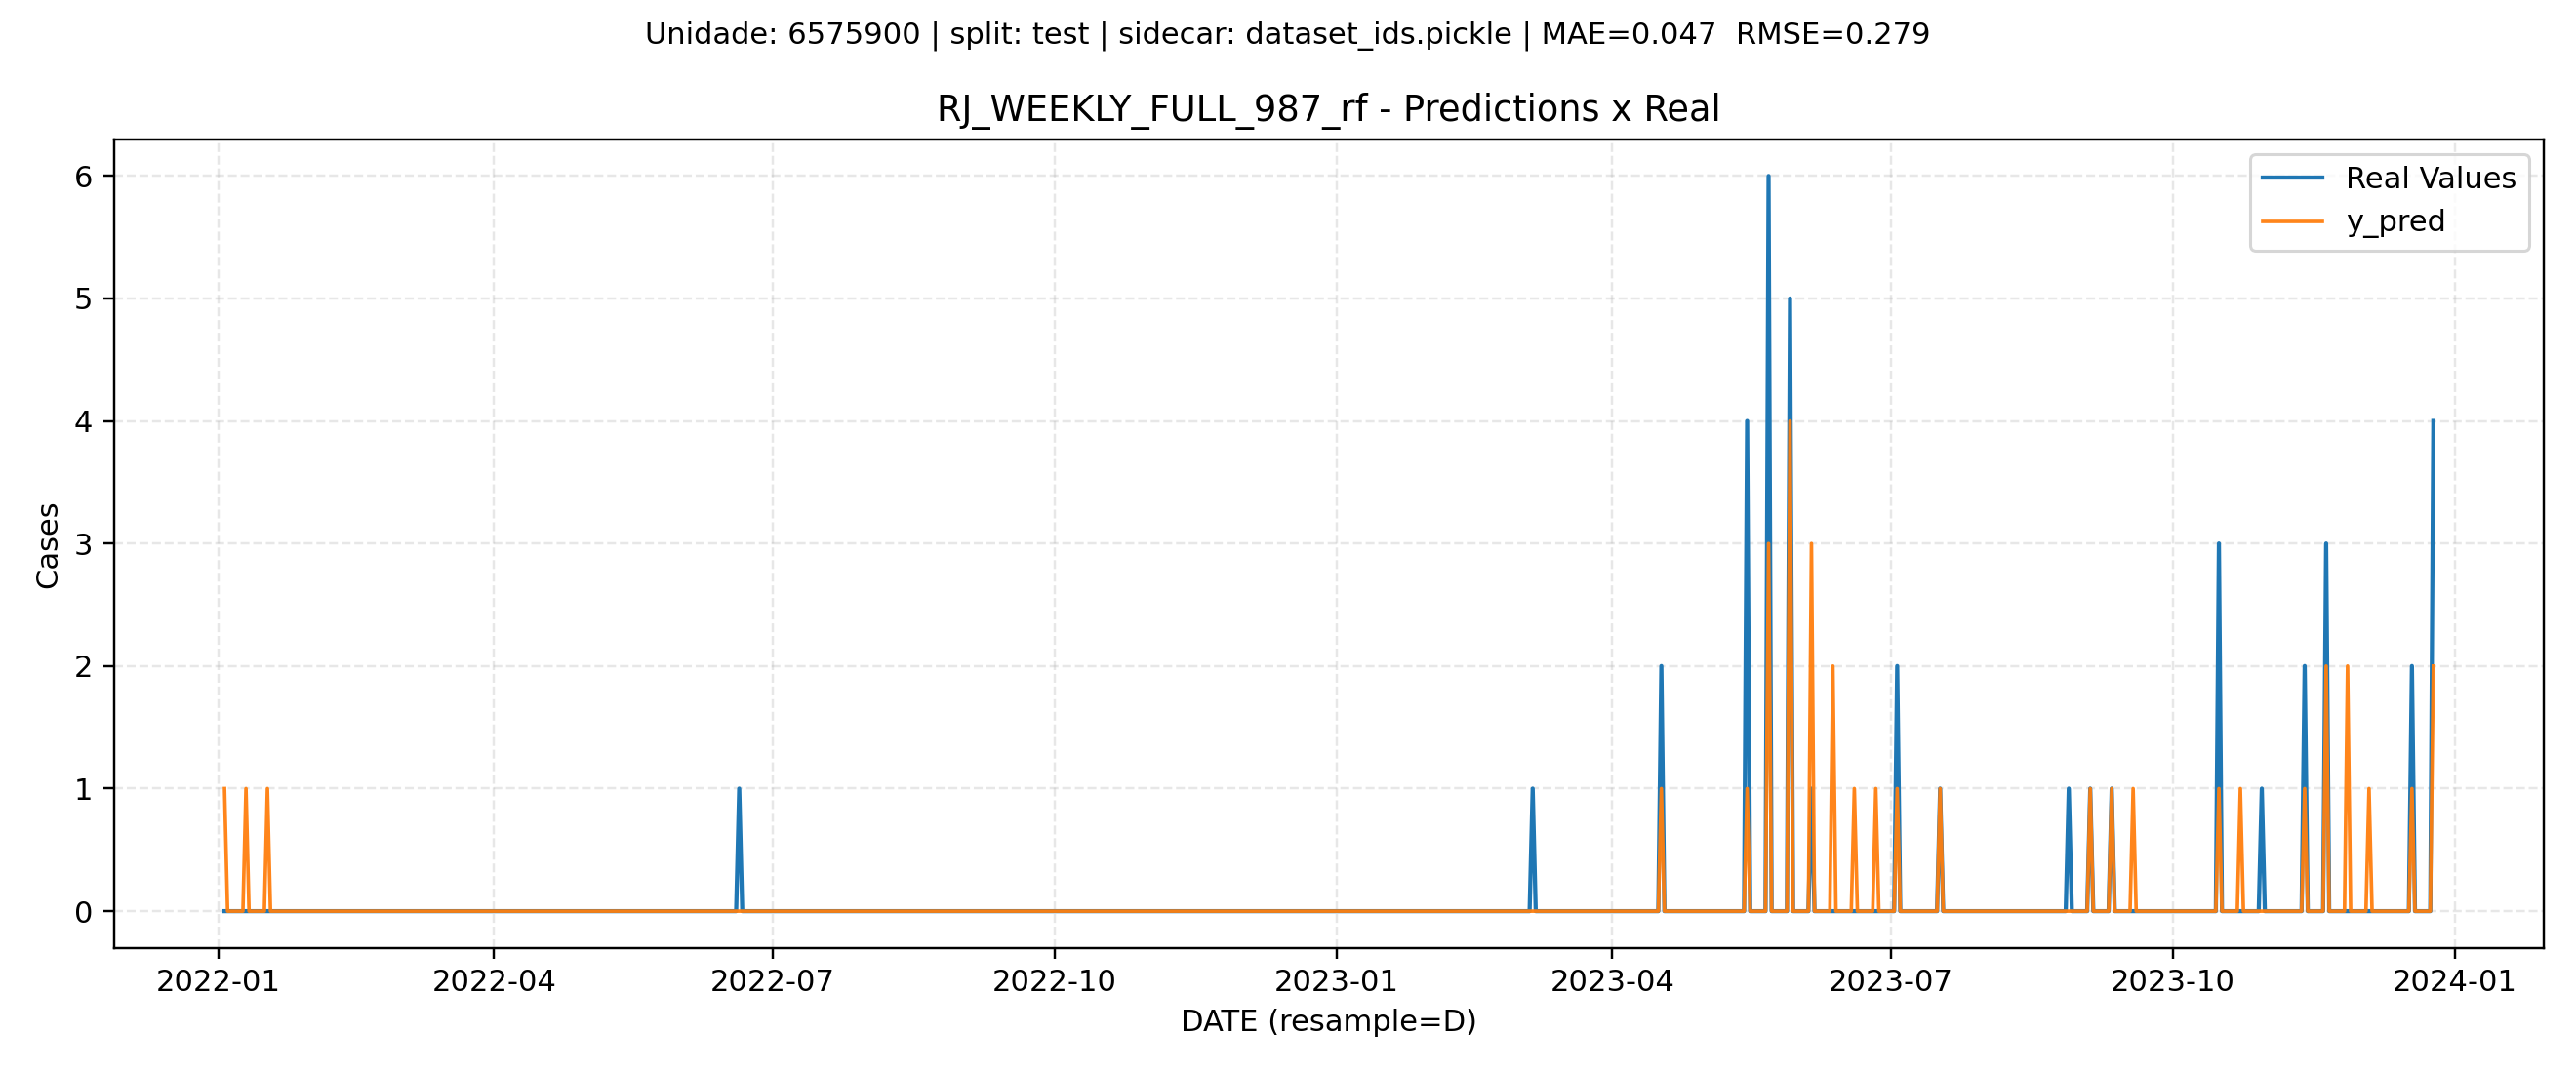 Unidade: 6575900 | split: test | sidecar: dataset_ids.pickle | MAE=0.047  RMSE=0.279
RJ_WEEKLY_FULL_987_rf - Predictions x Real
Real Values
y_pred
Cases
6
5
4
3
2
1
0
2022-01 2022-04 2022-07 2022-10 2023-01 2023-04 2023-07 2023-10 2024-01
DATE (resample=D)